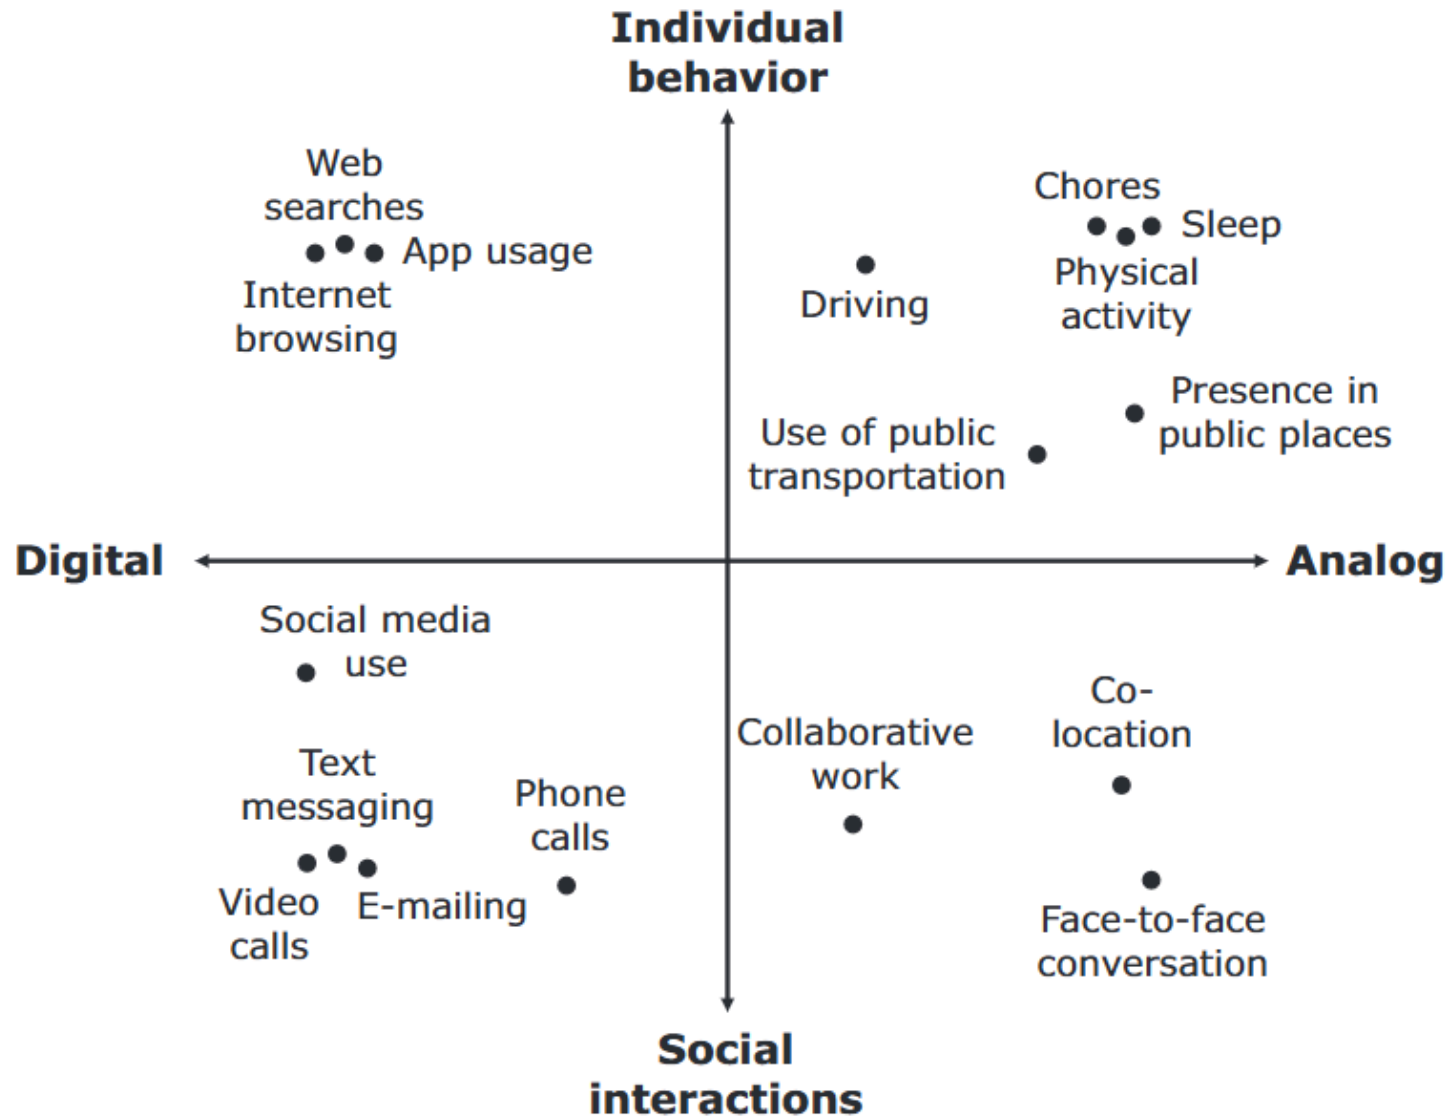 Individual
behavior
Web
searches
App usage
Internet
browsing
Chores
Sleep
Physical
activity
Driving
Presence in
public places
Use of public
transportation
Digital
Analog
Social media
use
Text
messaging
Phone
calls
Video
calls
E-mailing
Collaborative
work
Co-
location
Face-to-face
conversation
Social
interactions